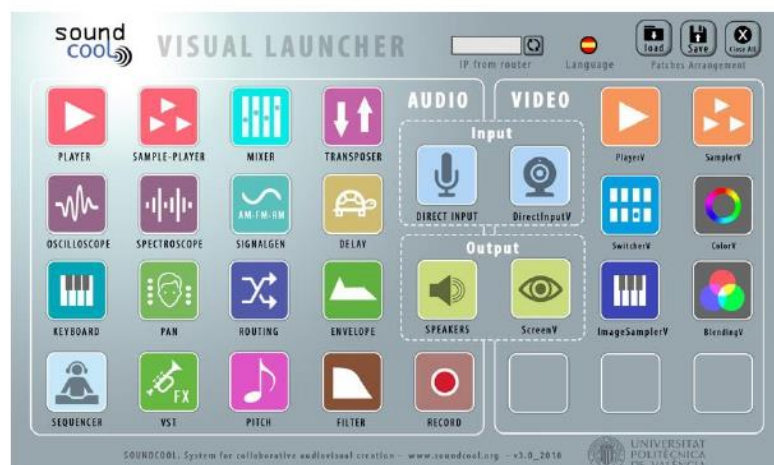 sound
cool
VISUAL LAUNCHER
IP from router
Language
load
Save
Close All
Patches Arrangement
AUDIO
VIDEO
Input
Output
PLAYER
SAMPLE-PLAYER
MIXER
TRANSPOSER
DIRECT INPUT
DirectInputV
PlayerV
SamplerV
OSCILLOSCOPE
SPECTROSCOPE
AM-FM-RM
SIGNALGEN
DELAY
SwitcherV
ColorV
KEYBOARD
PAN
ROUTING
ENVELOPE
SPEAKERS
ScreenV
ImageSamplerV
BlendingV
SEQUENCER
FX
VST
PITCH
FILTER
RECORD
SOUNDCOOL. System for collaborative audiovisual creation - www.soundcool.org - v3.0_2016
UNIVERSITAT
POLITÈCNICA
DE VALÈNCIA